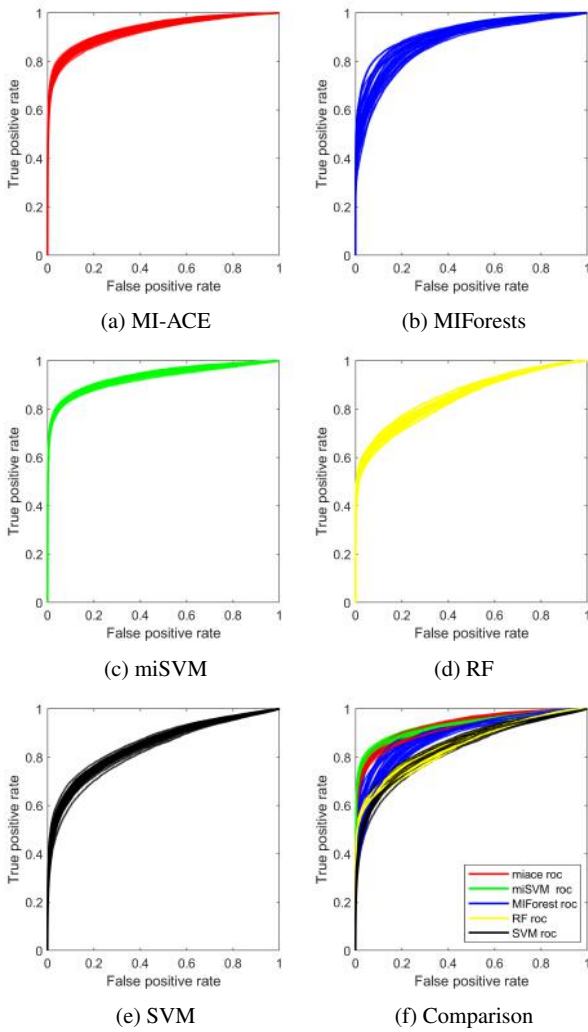 1
0.8
0.6
0.4
0.2
0
True positive rate
0 0.2 0.4 0.6 0.8 1
False positive rate
(a) MI-ACE
1
0.8
0.6
0.4
0.2
0
True positive rate
0 0.2 0.4 0.6 0.8 1
False positive rate
(b) MIForests
1
0.8
0.6
0.4
0.2
0
True positive rate
0 0.2 0.4 0.6 0.8 1
False positive rate
(c) miSVM
1
0.8
0.6
0.4
0.2
0
True positive rate
0 0.2 0.4 0.6 0.8 1
False positive rate
(d) RF
1
0.8
0.6
0.4
0.2
0
True positive rate
0 0.2 0.4 0.6 0.8 1
False positive rate
(e) SVM
1
0.8
0.6
0.4
0.2
0
True positive rate
miace roc
miSVM roc
MIForest roc
RF roc
SVM roc
0 0.2 0.4 0.6 0.8 1
False positive rate
(f) Comparison